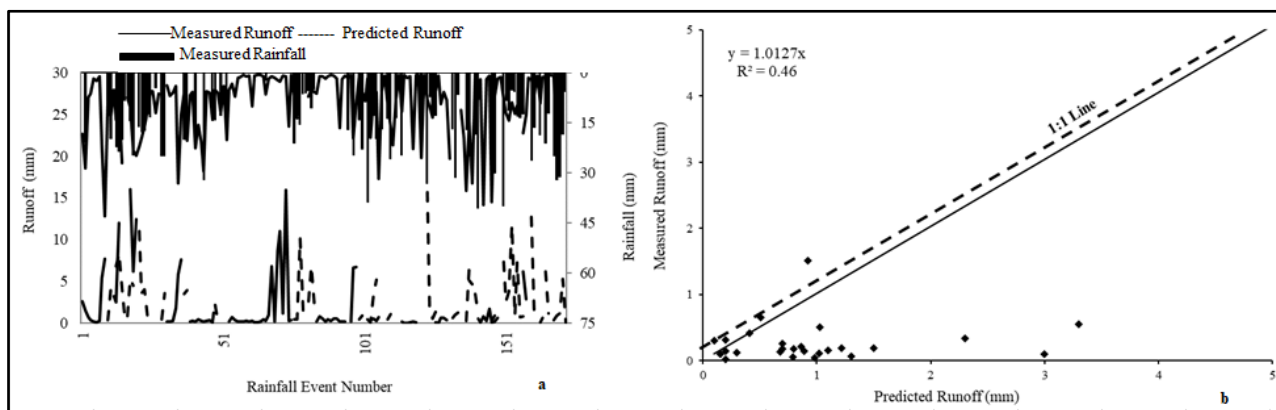 Measured Runoff ------- Predicted Runoff
Measured Rainfall
30
25
20
15
10
5
0
Runoff (mm)
0
15
30
45
60
75
Rainfall (mm)
1
51
101
151
Rainfall Event Number
a
y = 1.0127x
R² = 0.46
1:1 Line
5
4
3
2
1
0
Measured Runoff (mm)
0
1
2
3
4
5
Predicted Runoff (mm)
b